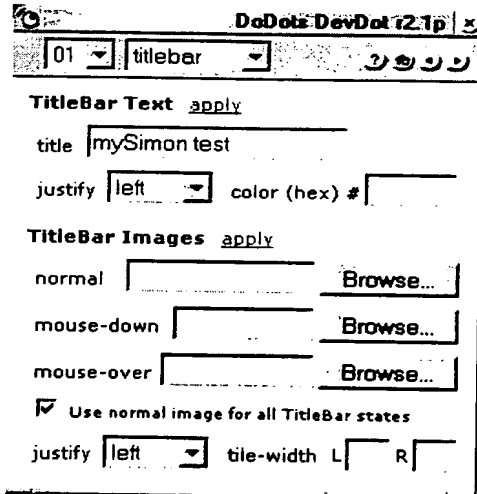 DoDots DevDot r2.1p x
01 titlebar ?
TitleBar Text apply
title mySimon test
justify left color (hex) #
TitleBar Images apply
normal Browse...
mouse-down Browse...
mouse-over Browse...
Use normal image for all TitleBar states
justify left tile-width L R